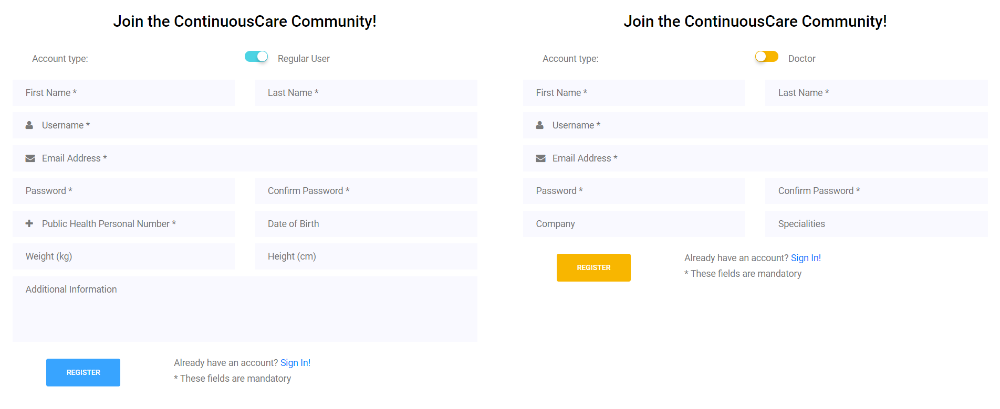 Join the ContinuousCare Community!
Account type:
Regular User
First Name *
Last Name *
Username *
Email Address *
Password *
Confirm Password *
Public Health Personal Number *
Date of Birth
Weight (kg)
Height (cm)
Additional Information
REGISTER
Already have an account? Sign In!
* These fields are mandatory
Join the ContinuousCare Community!
Account type:
Doctor
First Name *
Last Name *
Username *
Email Address *
Password *
Confirm Password *
Company
Specialities
REGISTER
Already have an account? Sign In!
* These fields are mandatory